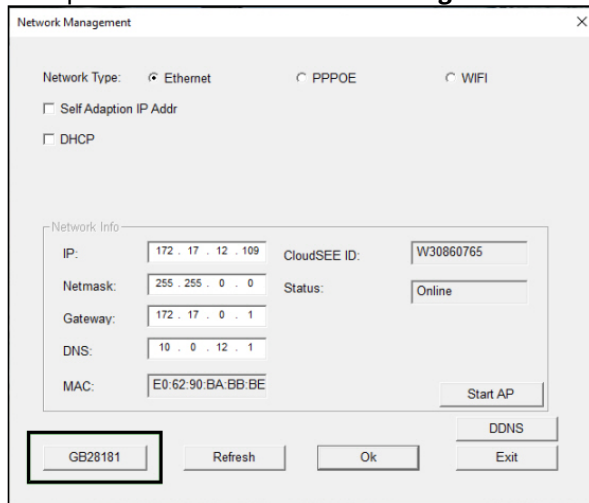 Network Management
Network Type: Ethernet PPPOE WIFI
Self Adaption IP Addr
DHCP
Network Info
IP: 172 . 17 . 12 . 109 CloudSEE ID: W30860765
Netmask: 255 . 255 . 0 . 0 Status: Online
Gateway: 172 . 17 . 0 . 1
DNS: 10 . 0 . 12 . 1
MAC: E0:62:90:BA:BB:BE
Start AP
DDNS
GB28181 Refresh Ok Exit